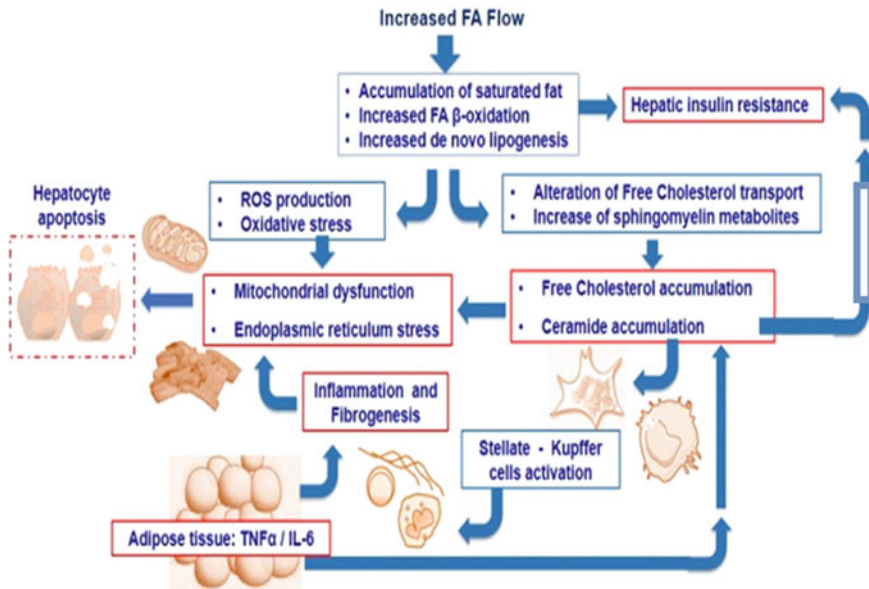 Increased FA Flow
• Accumulation of saturated fat
• Increased FA β-oxidation
• Increased de novo lipogenesis
Hepatic insulin resistance
Hepatocyte
apoptosis
• ROS production
• Oxidative stress
• Alteration of Free Cholesterol transport
• Increase of sphingomyelin metabolites
• Mitochondrial dysfunction
• Endoplasmic reticulum stress
• Free Cholesterol accumulation
• Ceramide accumulation
Inflammation and
Fibrogenesis
Stellate - Kupffer
cells activation
Adipose tissue: TNFα / IL-6